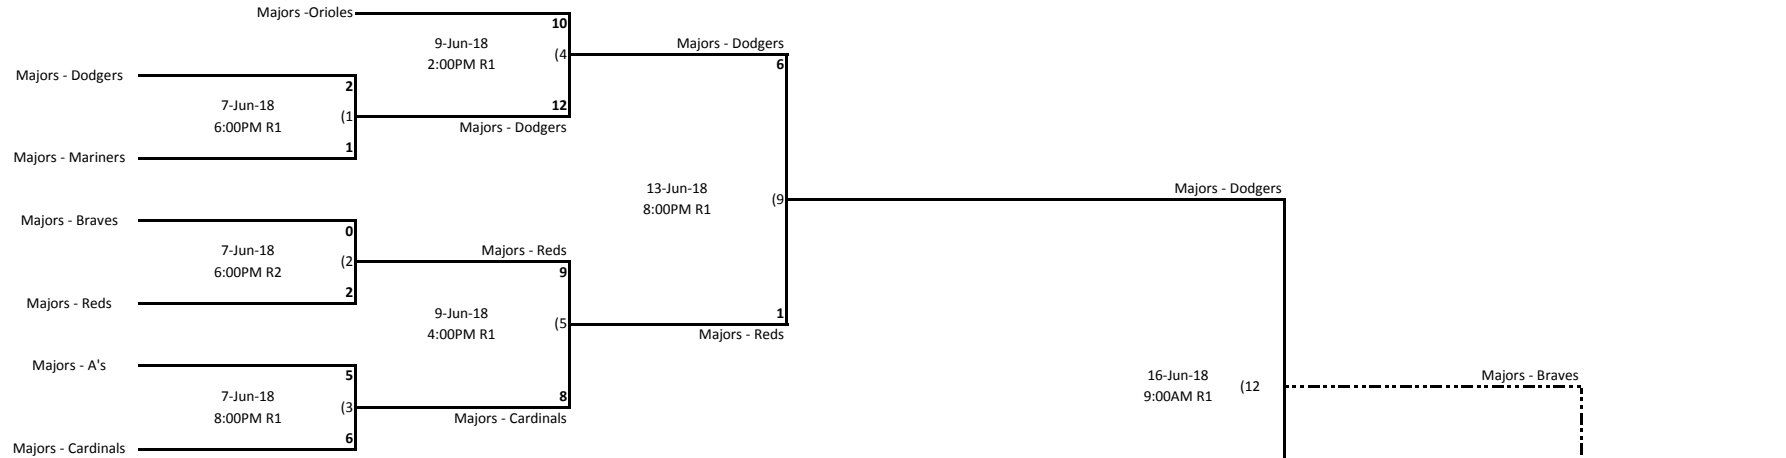 Majors -Orioles
10
9-Jun-18
2:00PM R1
(4
Majors - Dodgers
6
Majors - Dodgers
2
7-Jun-18
6:00PM R1
(1
12
Majors - Dodgers
1
Majors - Mariners
13-Jun-18
8:00PM R1
(9
Majors - Dodgers
Majors - Braves
0
7-Jun-18
6:00PM R2
(2
Majors - Reds
9
2
Majors - Reds
9-Jun-18
4:00PM R1
(5
1
Majors - Reds
Majors - A's
5
7-Jun-18
8:00PM R1
(3
8
Majors - Cardinals
6
Majors - Cardinals
16-Jun-18
9:00AM R1
(12
Majors - Braves